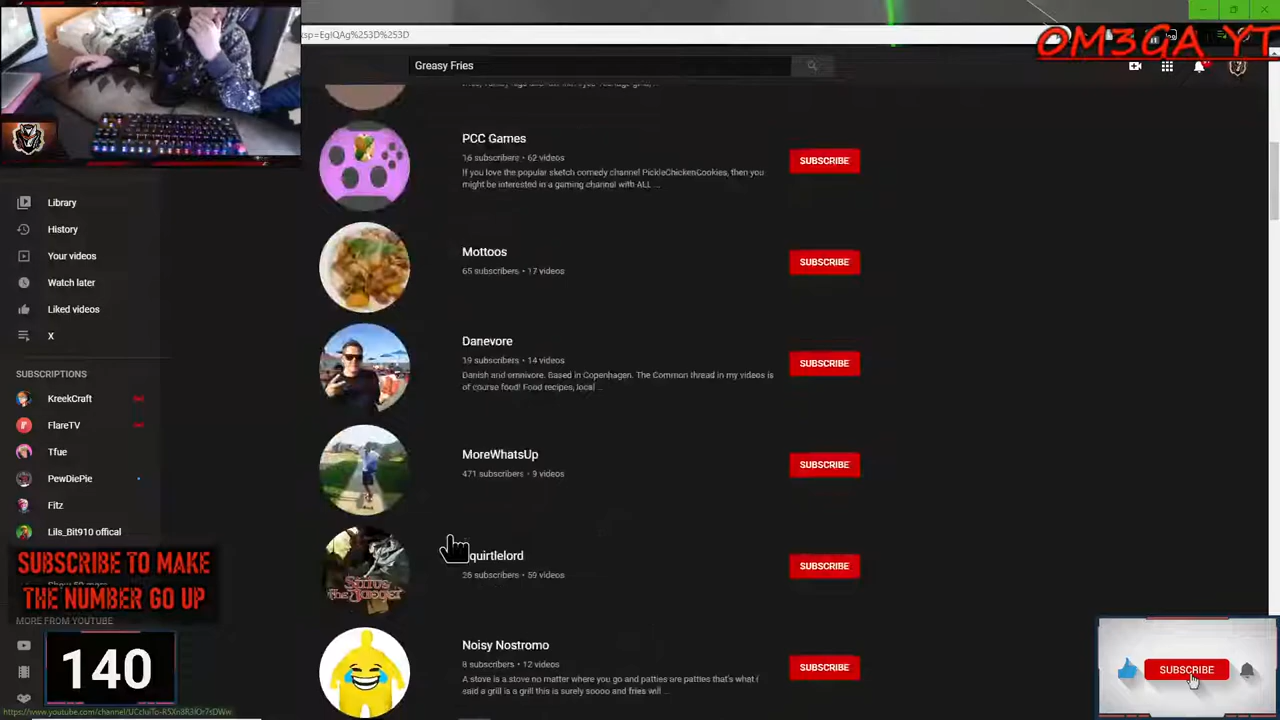 sp=EgIQAg%253D%253D
OM3GA YT
Greasy Fries
PCC Games
16 subscribers • 62 videos
If you love the popular sketch comedy channel PickleChickenCookies, then you
might be interested in a gaming channel with ALL ...
SUBSCRIBE
Library
History
Your videos
Watch later
Liked videos
X
Mottoos
65 subscribers • 17 videos
SUBSCRIBE
Danevore
19 subscribers • 14 videos
Danish and omnivore. Based in Copenhagen. The Common thread in my videos is
of course food! Food recipes, local ...
SUBSCRIBE
SUBSCRIPTIONS
KreekCraft
FlareTV
Tfue
PewDiePie
Fitz
Lils_Bit910 offical
MoreWhatsUp
471 subscribers • 9 videos
SUBSCRIBE
quirtlelord
26 subscribers • 59 videos
SUBSCRIBE
SUBSCRIBE TO MAKE
THE NUMBER GO UP
MORE FROM YOUTUBE
140
Noisy Nostromo
8 subscribers • 12 videos
A stove is a stove no matter where you go and patties are patties that's what i
said a grill is a grill this is surely soooo and fries will ...
SUBSCRIBE
SUBSCRIBE